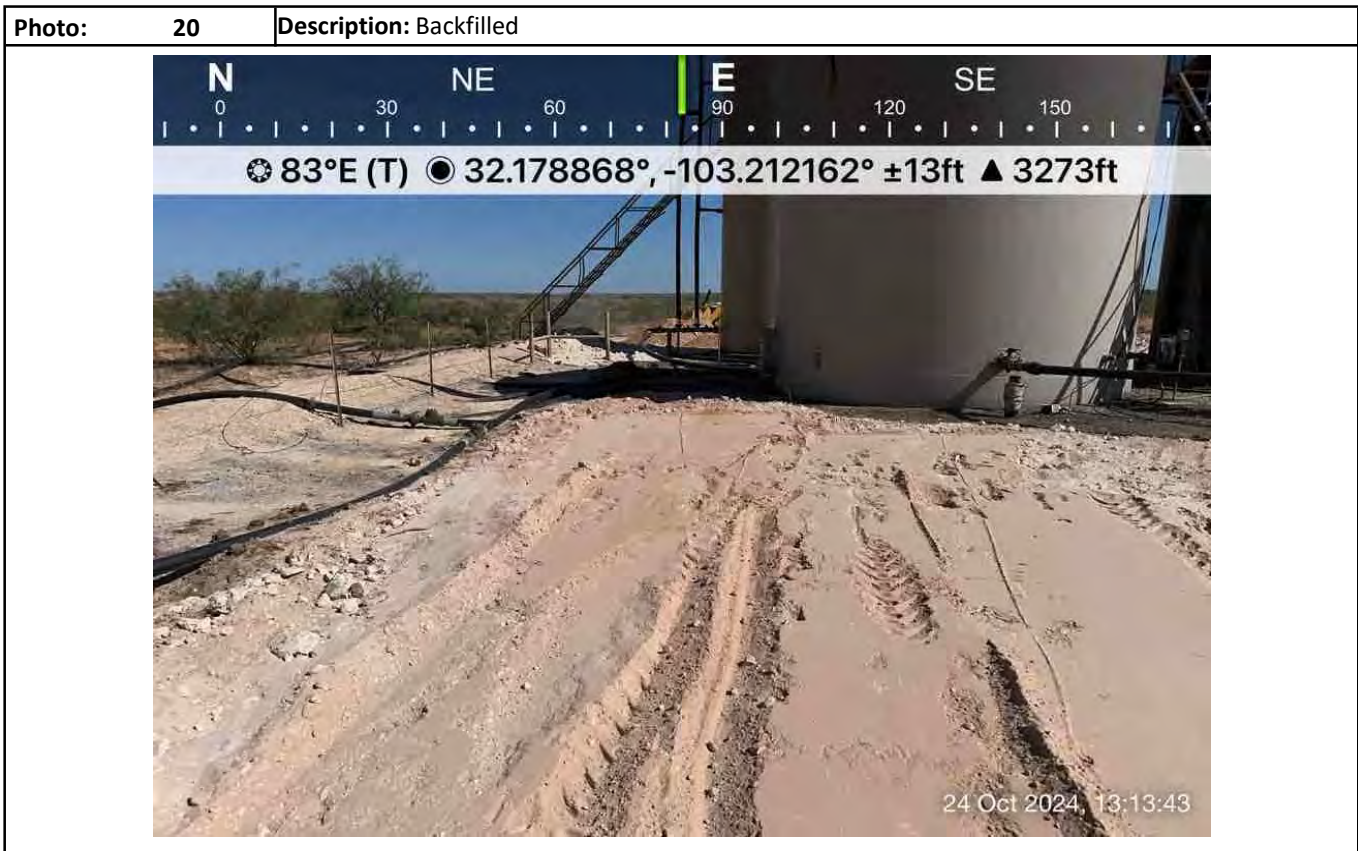 Photo: 20 Description: Backfilled
N NE E SE
0 30 60 90 120 150
83°E (T) 32.178868°, -103.212162° ±13ft ▲ 3273ft
24 Oct 2024, 13:13:43